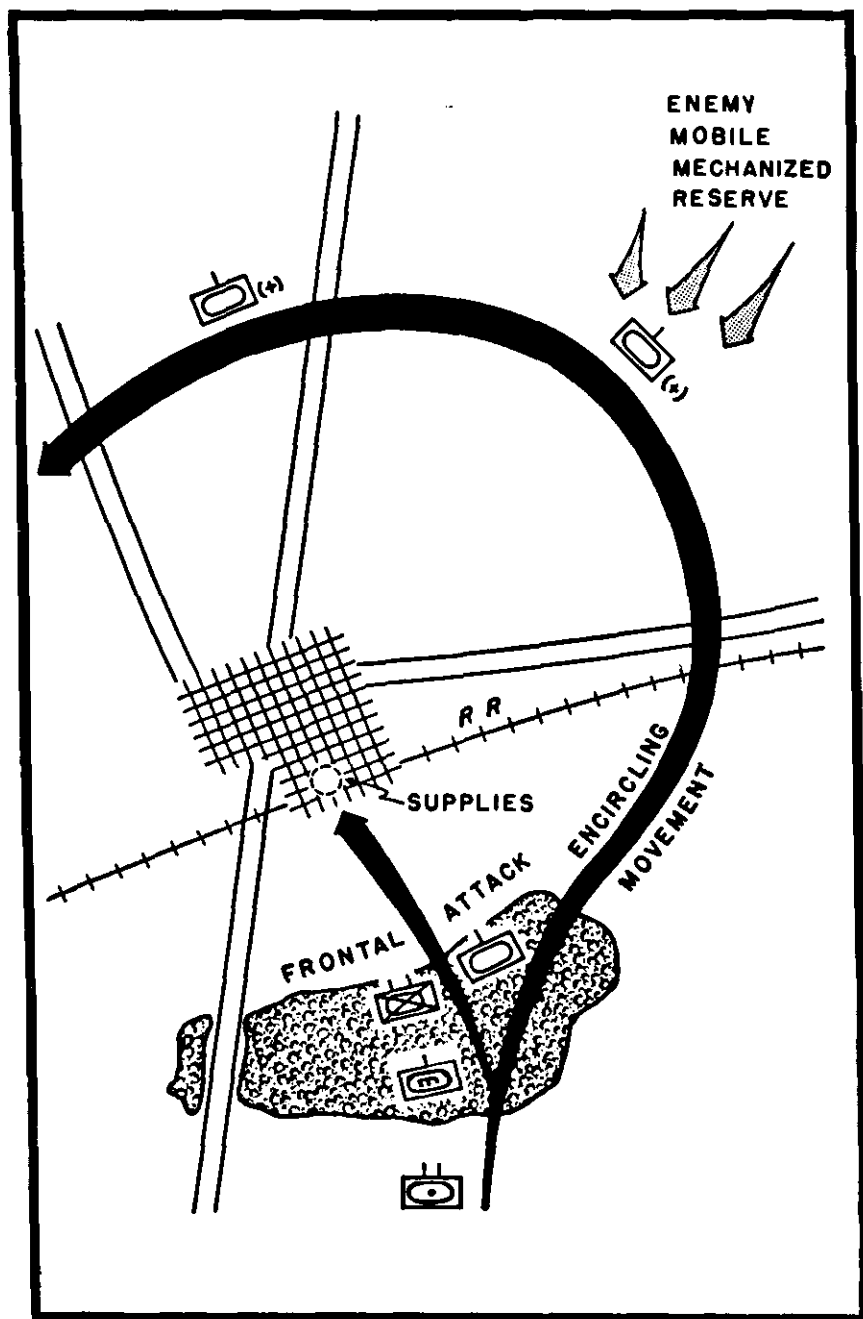 ENEMY
MOBILE
MECHANIZED
RESERVE
(+)
(x)
R R
SUPPLIES
ENCIRCLING
MOVEMENT
FRONTAL ATTACK
E